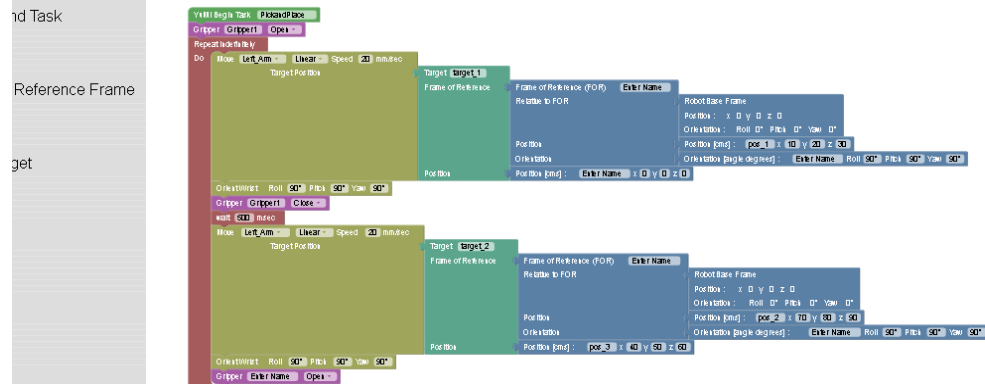 nd Task
Reference Frame
get
YuMi Begin Task PickandPlace
Gripper Gripper1 Open
Repeat Indefinitely
Do Move Left_Arm Linear Speed 20 mm/sec
Target Position Target target_1
Frame of Reference Frame of Reference (FOR) Enter Name
Relative to FOR Robot Base Frame
Position : x 0 y 0 z 0
Orientation : Roll 0° Pitch 0° Yaw 0°
Position Position [cms] : pos_1 x 10 y 20 z 30
Orientation Orientation [angle degrees] : Enter Name Roll 90° Pitch 90° Yaw 90°
Position Position [cms] : Enter Name x 0 y 0 z 0
Orient Wrist Roll 90° Pitch 90° Yaw 90°
Gripper Gripper1 Close
wait 500 msec
Move Left_Arm Linear Speed 20 mm/sec
Target Position Target target_2
Frame of Reference Frame of Reference (FOR) Enter Name
Relative to FOR Robot Base Frame
Position : x 0 y 0 z 0
Orientation : Roll 0° Pitch 0° Yaw 0°
Position Position [cms] : pos_2 x 70 y 80 z 90
Orientation Orientation [angle degrees] : Enter Name Roll 90° Pitch 90° Yaw 90°
Position Position [cms] : pos_3 x 40 y 50 z 60
Orient Wrist Roll 90° Pitch 90° Yaw 90°
Gripper Enter Name Open